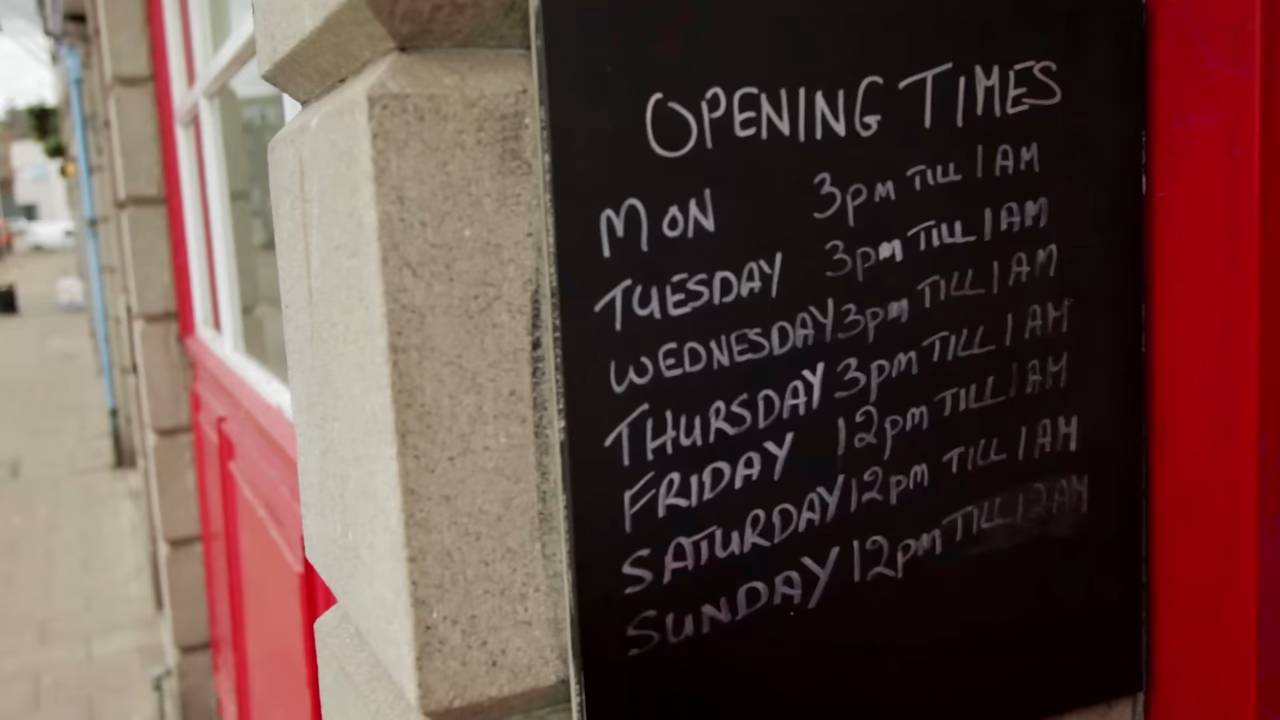 OPENING TIMES
MON 3pm TILL 1AM
TUESDAY 3pm TILL 1AM
WEDNESDAY 3pm TILL 1AM
THURSDAY 3pm TILL 1AM
FRIDAY 12pm TILL 1AM
SATURDAY 12pm TILL 1AM
SUNDAY 12pm TILL 12AM